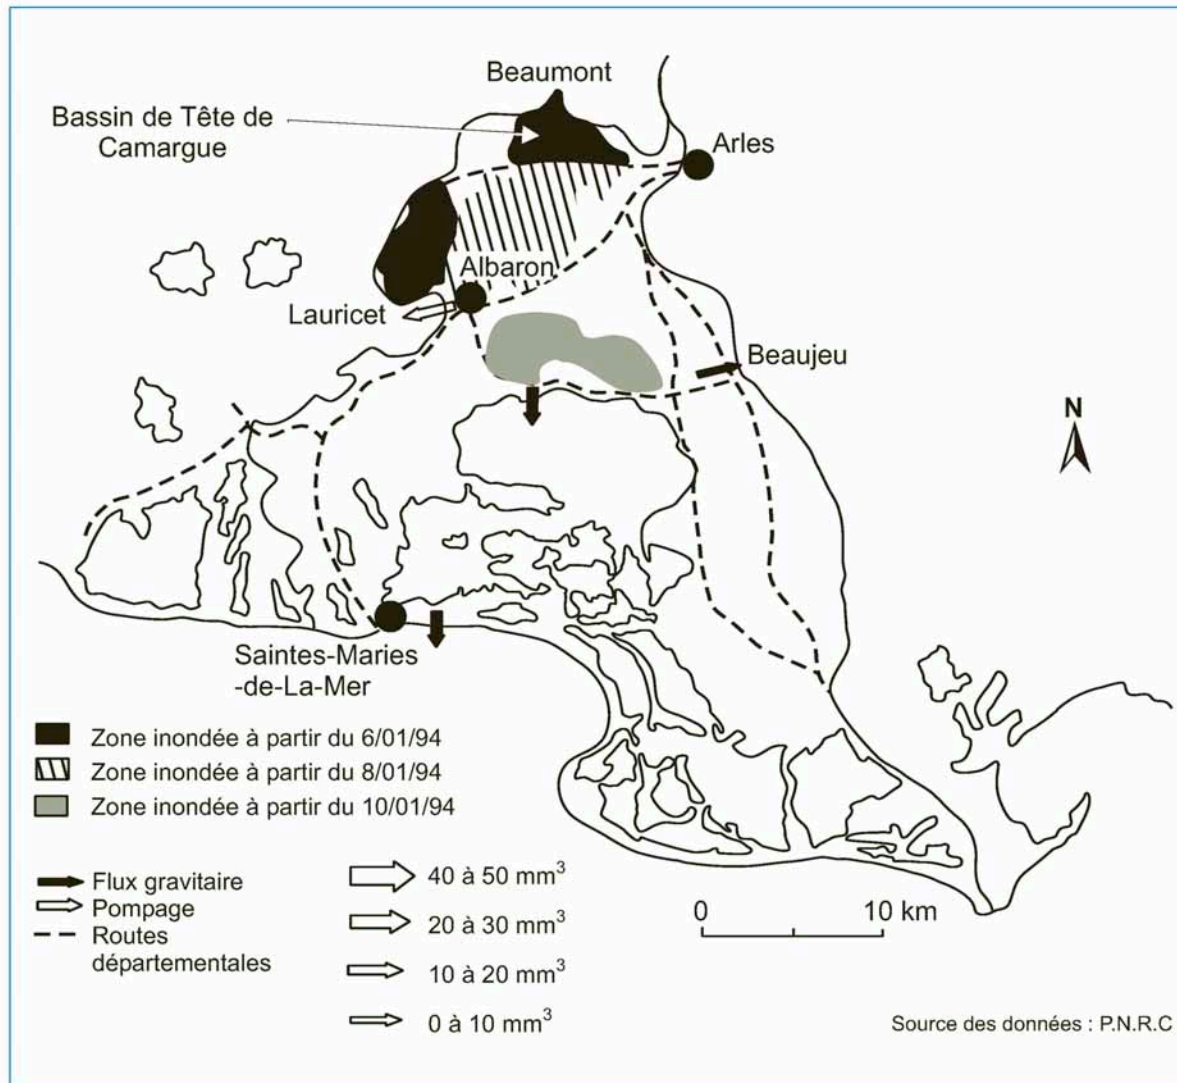 Beaumont
Bassin de Tête de
Camargue
Arles
Albaron
Lauricet
Beaujeu
N
Saintes-Maries
-de-La-Mer
Zone inondée à partir du 6/01/94
Zone inondée à partir du 8/01/94
Zone inondée à partir du 10/01/94
Flux gravitaire
Pompage
Routes
départementales
40 à 50 mm³
20 à 30 mm³
10 à 20 mm³
0 à 10 mm³
0 10 km
Source des données : P.N.R.C